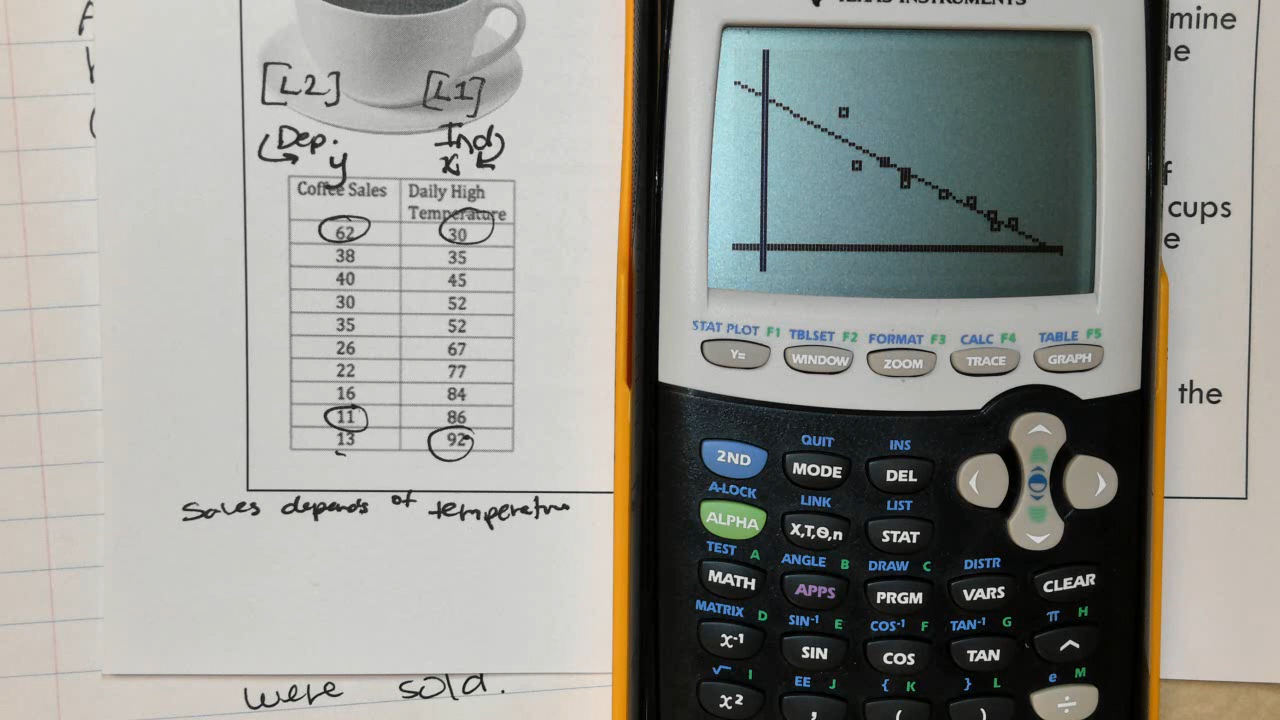 [L2] [L1]
Dep. Ind
y x
Coffee Sales Daily High
Temperature
62 30
38 35
40 45
30 52
35 52
26 67
22 77
16 84
11 86
13 92
Sales depends of temperature
were sold.
TEXAS INSTRUMENTS
STAT PLOT F1 TBLSET F2 FORMAT F3 CALC F4 TABLE F5
Y= WINDOW ZOOM TRACE GRAPH
QUIT INS
2ND MODE DEL
A-LOCK LINK LIST
ALPHA X,T,Θ,n STAT
TEST A ANGLE B DRAW C DISTR
MATH APPS PRGM VARS CLEAR
MATRIX D SIN⁻¹ E COS⁻¹ F TAN⁻¹ G π H
x⁻¹ SIN COS TAN ^
√ I EE J { K } L e M
x² , ( ) ÷
mine
cups
the